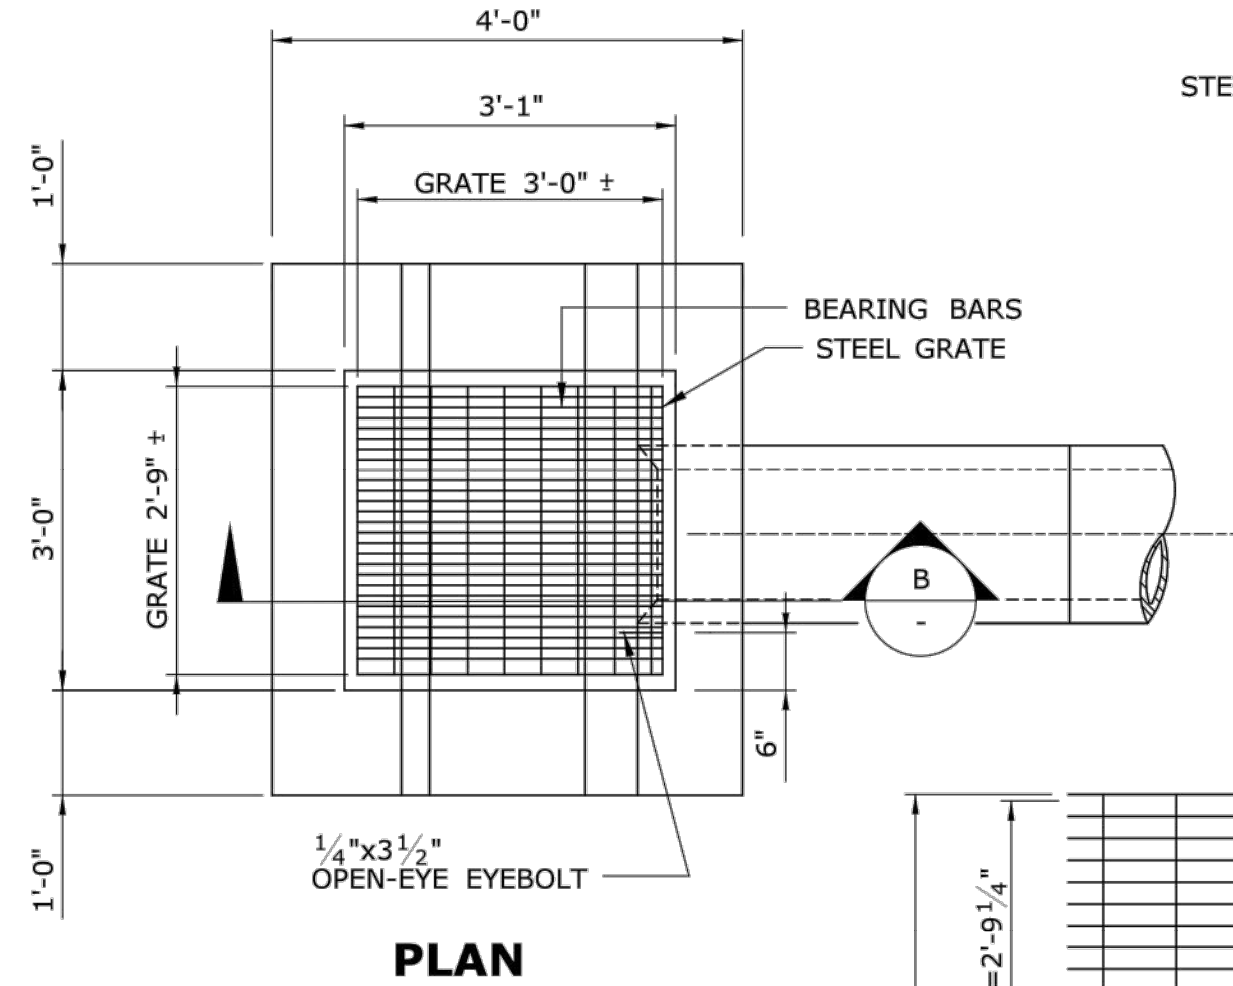 4'-0"
STE
3'-1"
1'-0"
GRATE 3'-0" ±
BEARING BARS
STEEL GRATE
GRATE 2'-9" ±
3'-0"
B
-
6"
1/4"x3 1/2"
OPEN-EYE EYEBOLT
1'-0"
=2'-9 1/4"
PLAN